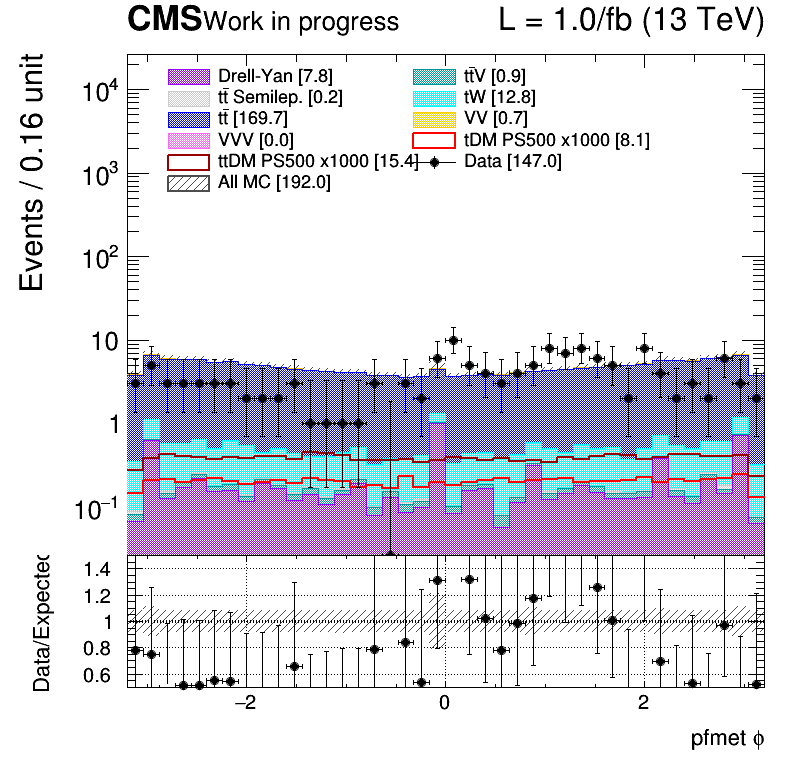 CMS Work in progress L = 1.0/fb (13 TeV)
Events / 0.16 unit
10⁴
10³
10²
10
1
10⁻¹
Drell-Yan [7.8] tt̄V [0.9]
tt̄ Semilep. [0.2] tW [12.8]
tt̄ [169.7] VV [0.7]
VVV [0.0] tDM PS500 x1000 [8.1]
ttDM PS500 x1000 [15.4] Data [147.0]
All MC [192.0]
Data/Expected
1.4
1.2
1
0.8
0.6
−2 0 2
pfmet ϕ